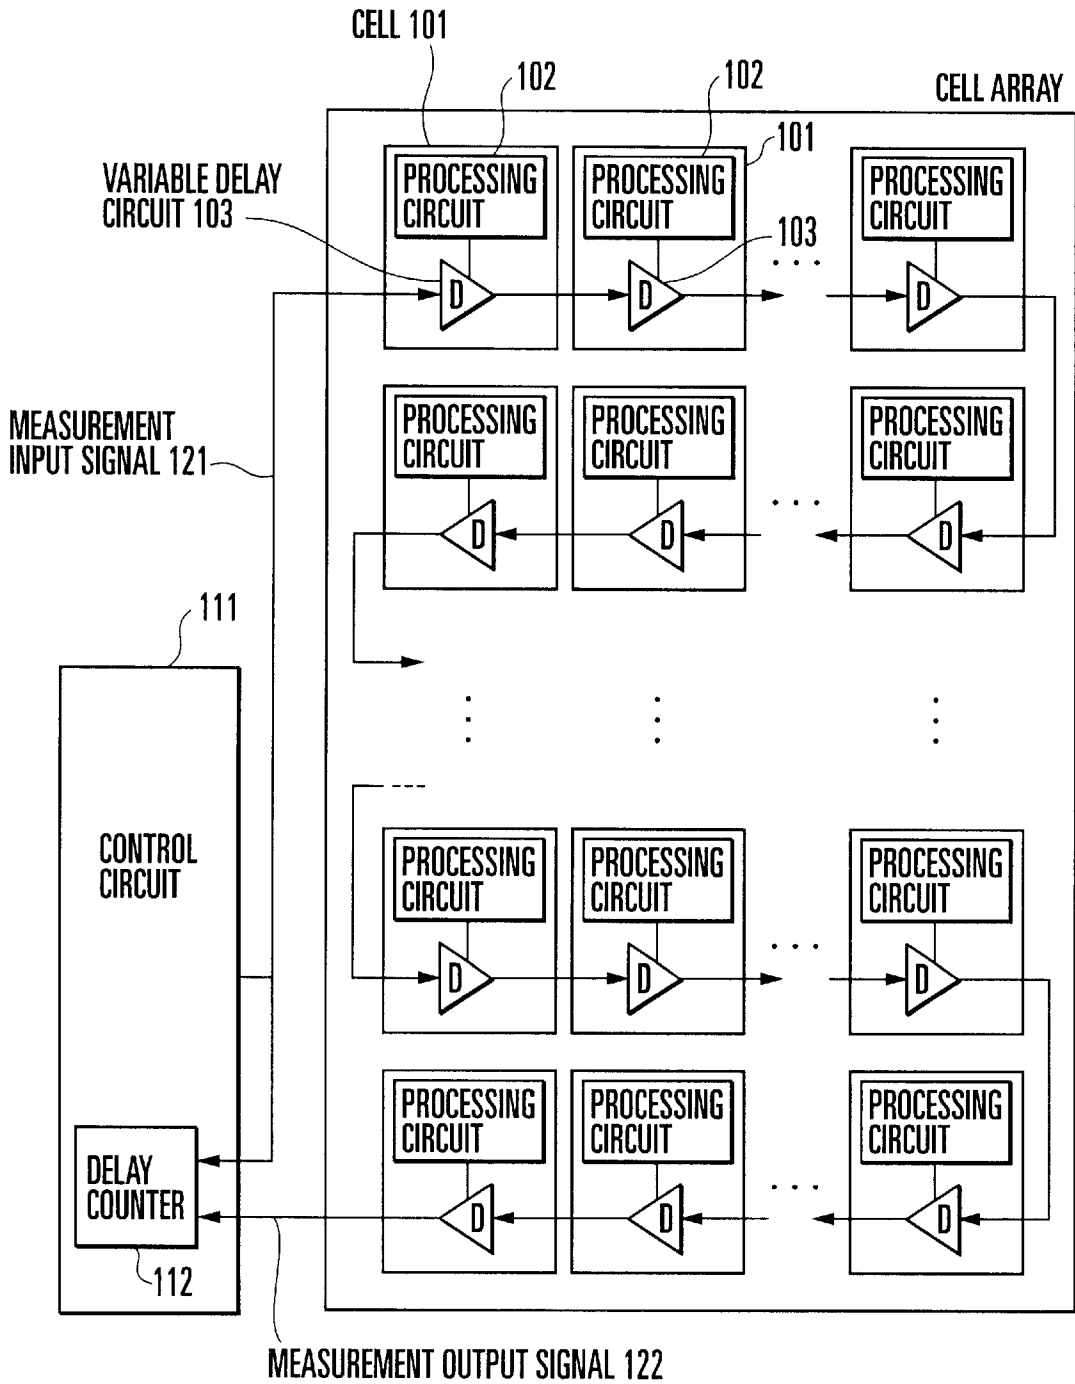 CELL 101
102
102
CELL ARRAY
101
VARIABLE DELAY
CIRCUIT 103
PROCESSING
CIRCUIT
PROCESSING
CIRCUIT
PROCESSING
CIRCUIT
103
D
D
D
MEASUREMENT
INPUT SIGNAL 121
PROCESSING
CIRCUIT
PROCESSING
CIRCUIT
PROCESSING
CIRCUIT
D
D
D
111
CONTROL
CIRCUIT
PROCESSING
CIRCUIT
PROCESSING
CIRCUIT
PROCESSING
CIRCUIT
D
D
D
PROCESSING
CIRCUIT
PROCESSING
CIRCUIT
PROCESSING
CIRCUIT
DELAY
COUNTER
D
D
D
112
MEASUREMENT OUTPUT SIGNAL 122